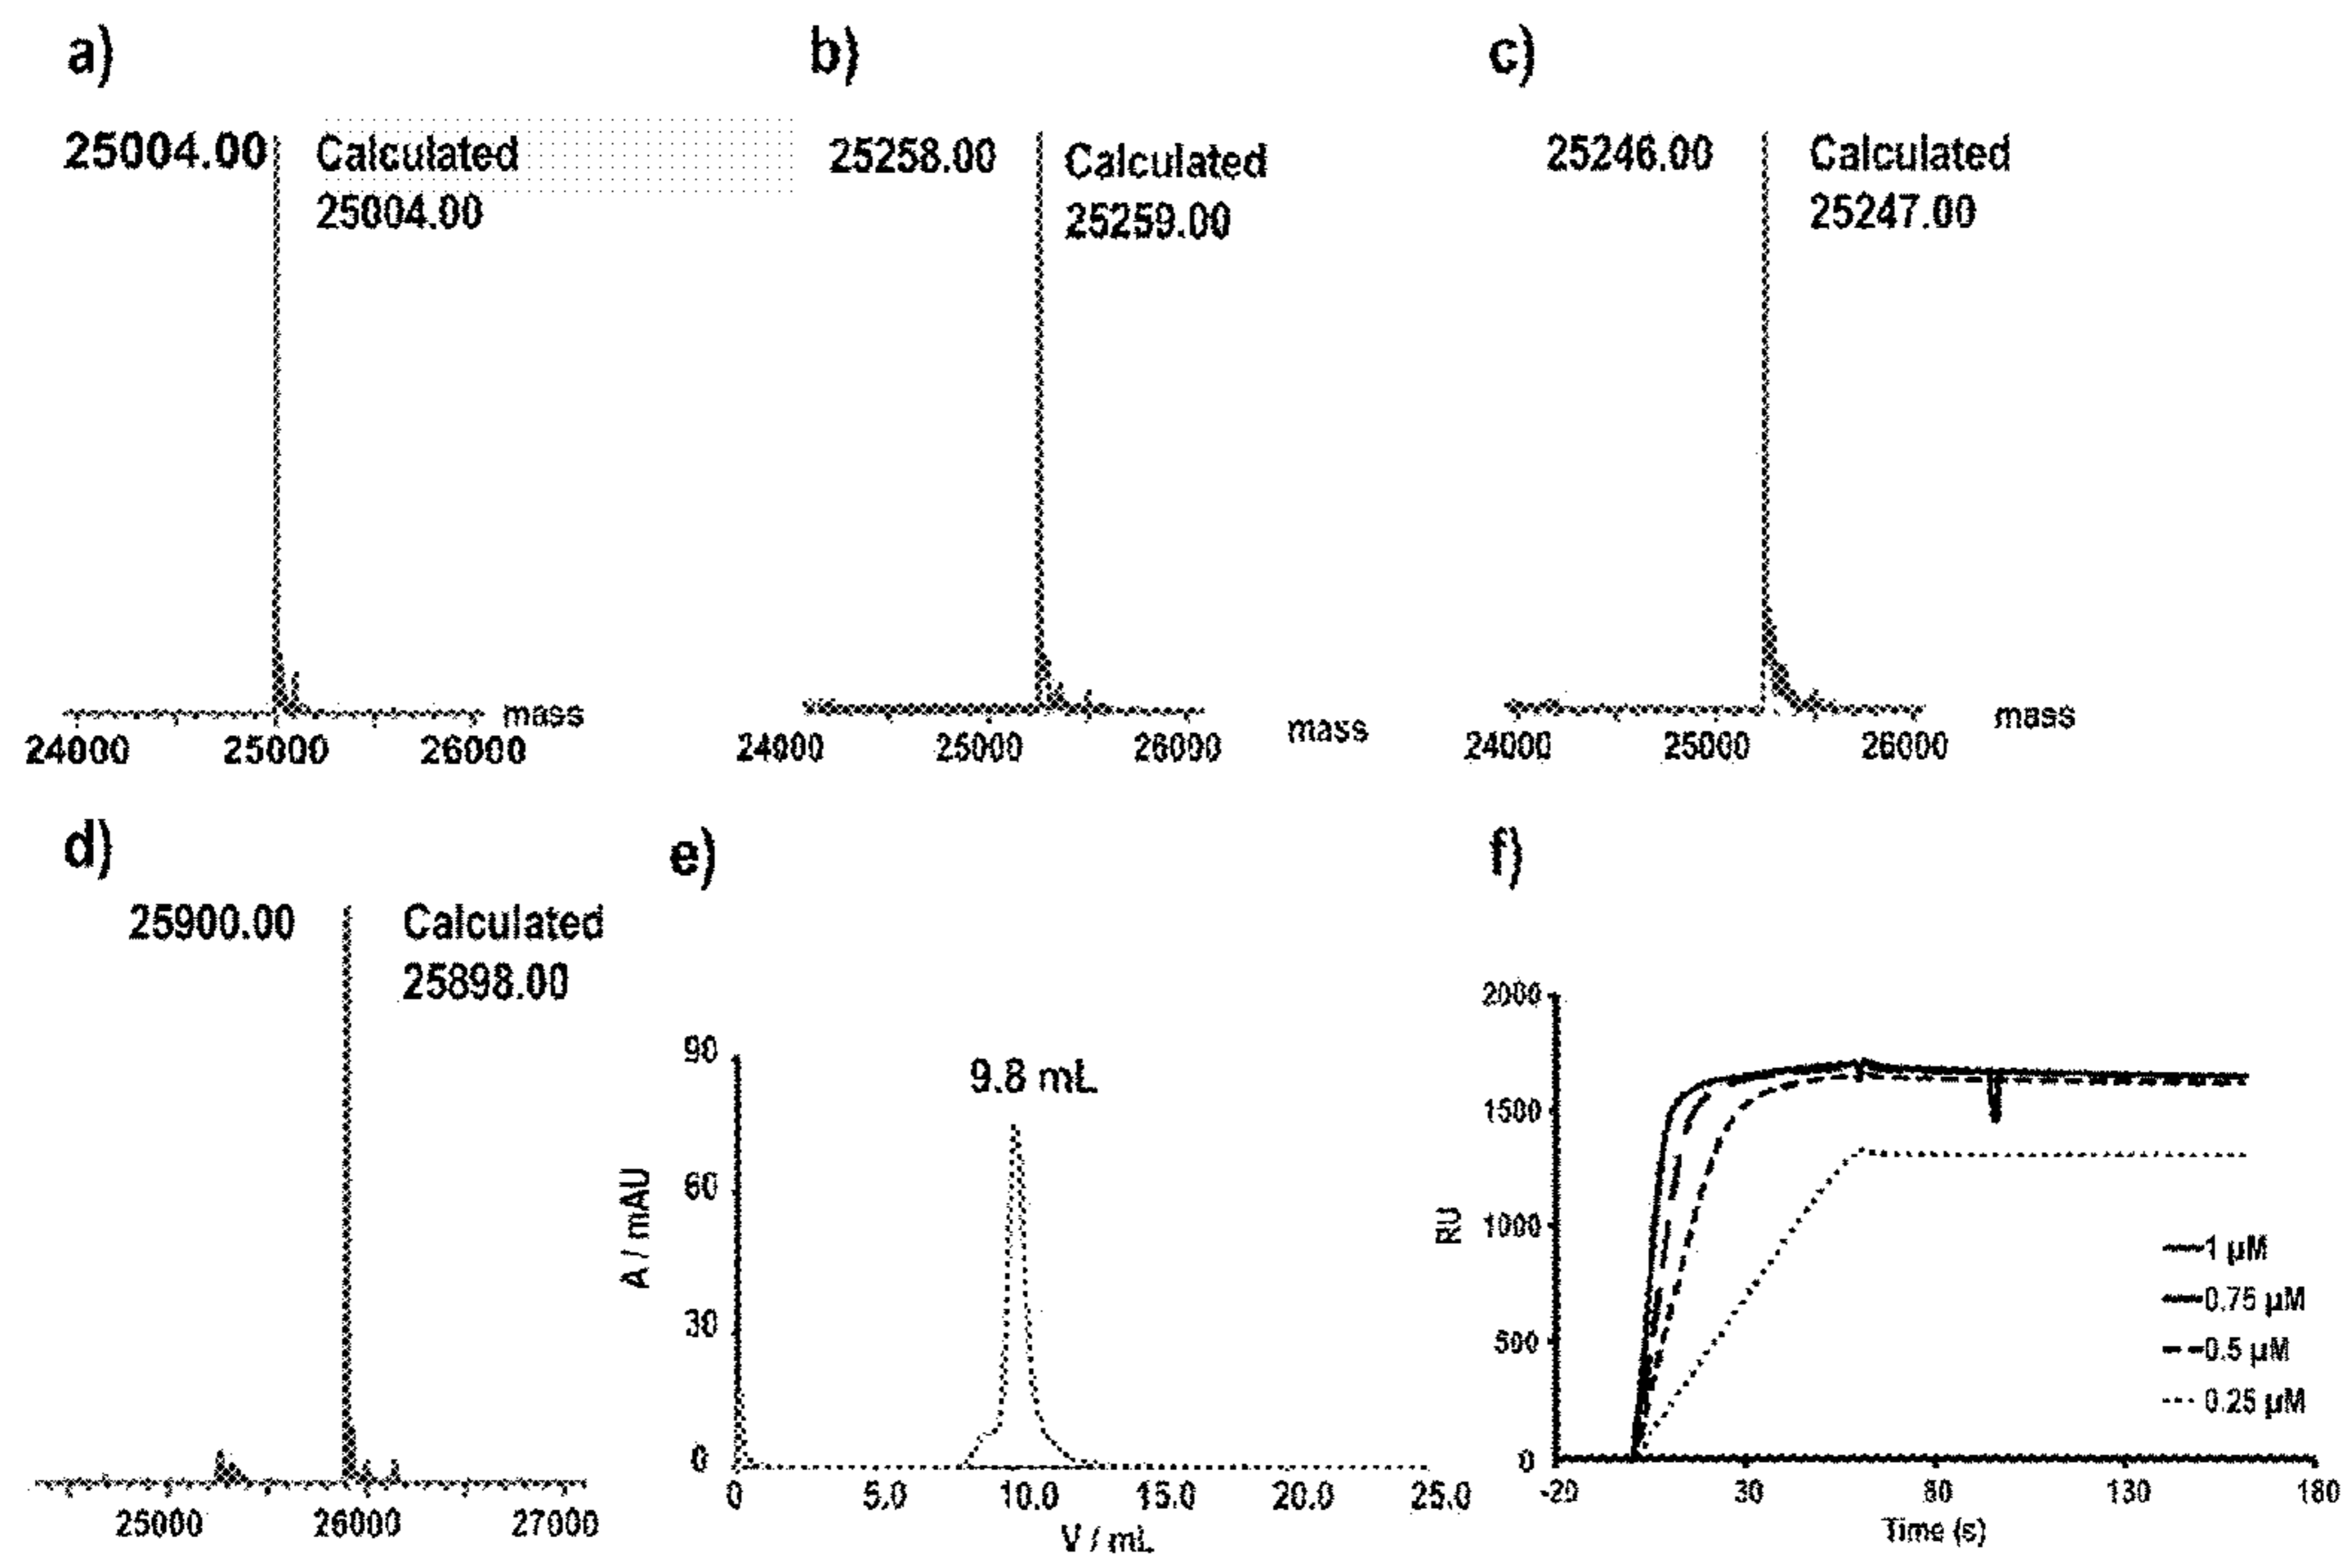 a)
25004.00
Calculated
25004.00
mass
24000 25000 26000
b)
25258.00
Calculated
25259.00
mass
24000 25000 26000
c)
25246.00
Calculated
25247.00
mass
24000 25000 26000
d)
25900.00
Calculated
25898.00
25000 26000 27000
e)
9.8 mL
A / mAU
90
60
30
0
0 5.0 10.0 15.0 20.0 25.0
V / mL
f)
RU
2000
1500
1000
500
0
1 µM
0.75 µM
0.5 µM
0.25 µM
-20 30 80 130 180
Time (s)